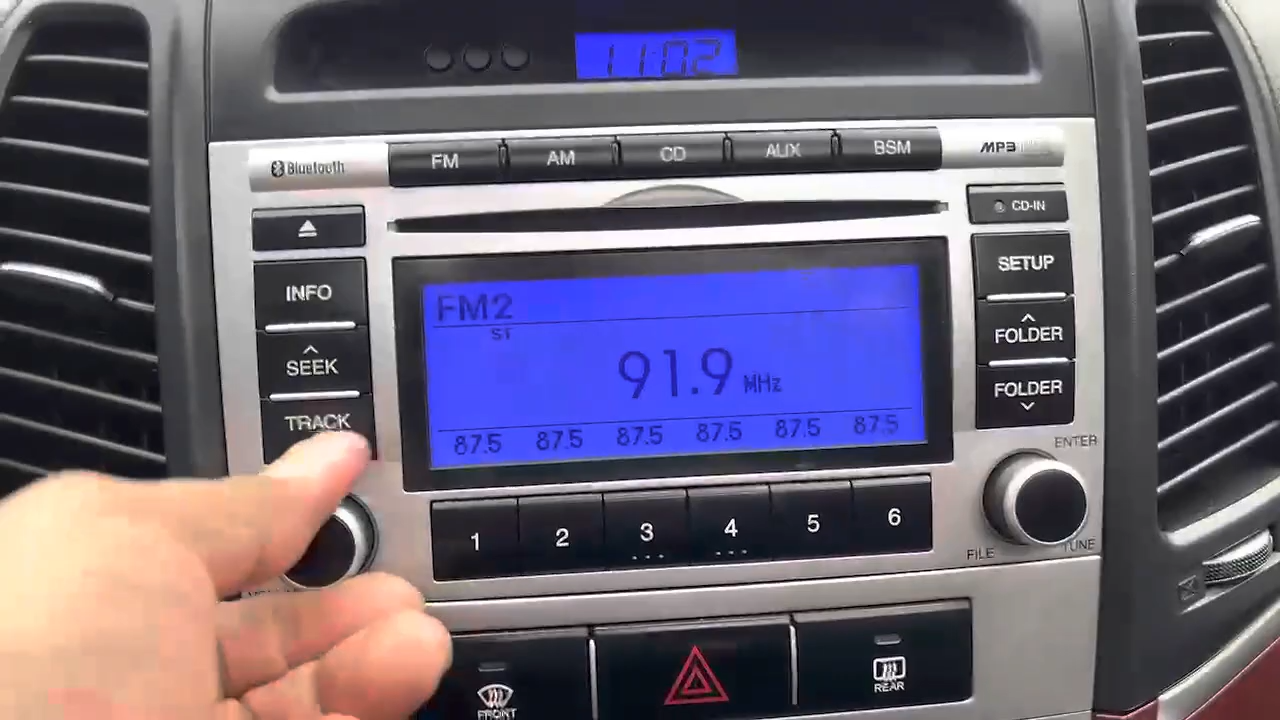 11:02
Bluetooth
FM AM CD AUX BSM
MP3
CD-IN
INFO
SETUP
SEEK
FOLDER
TRACK
FOLDER
FM2
ST
91.9 MHz
87.5 87.5 87.5 87.5 87.5 87.5
ENTER
1 2 3 4 5 6
FILE
TUNE
FRONT
REAR